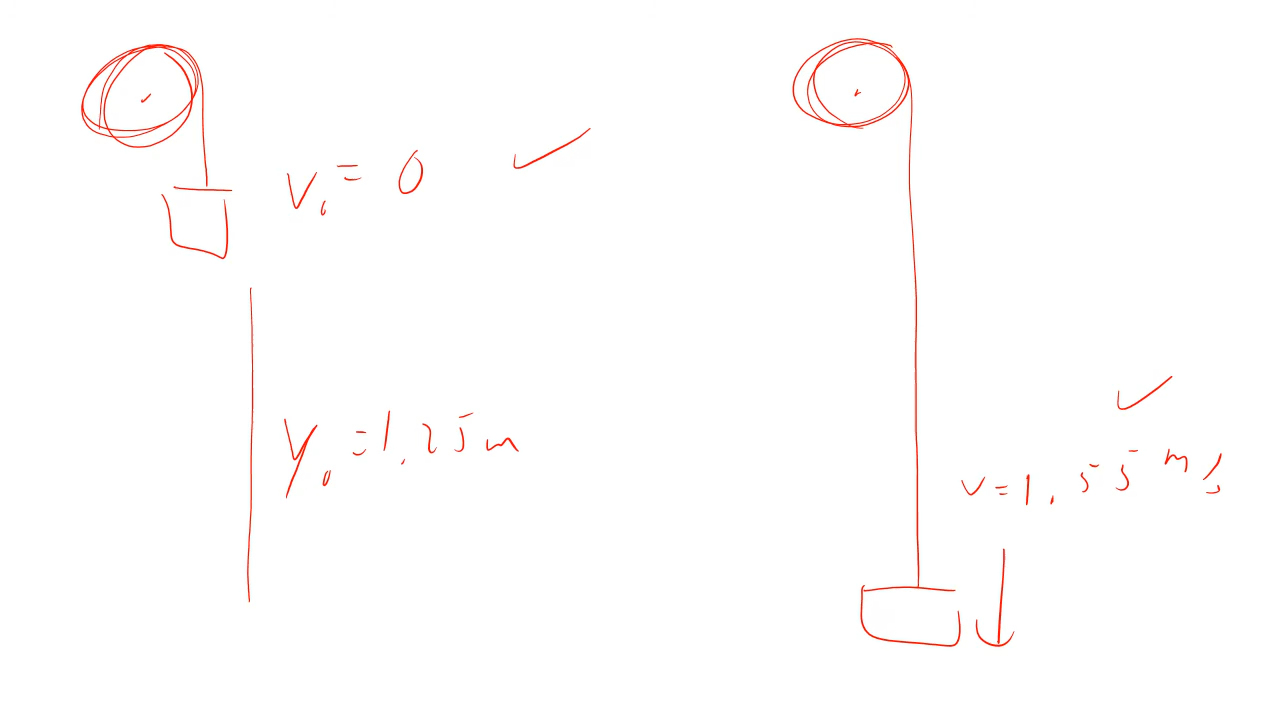 v₀ = 0
y₀ = 1.25 m
v = 1.55 m/s